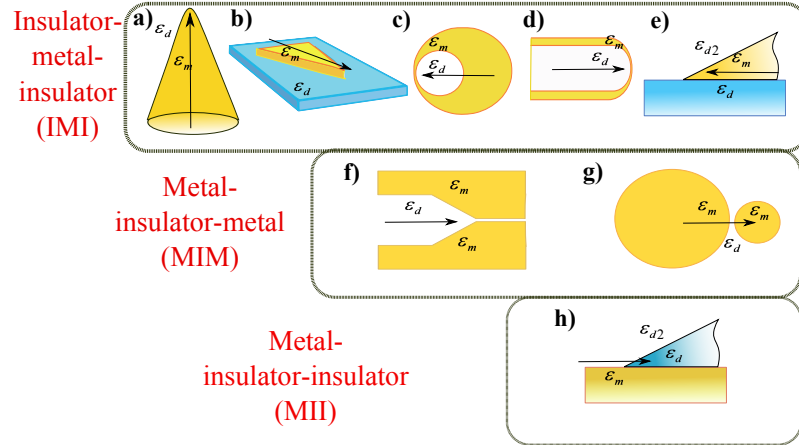 Insulator-
metal-
insulator
(IMI)
a)
ε_d
ε_m
b)
ε_m
ε_d
c)
ε_m
ε_d
d)
ε_m
ε_d
e)
ε_d2
ε_m
ε_d
Metal-
insulator-metal
(MIM)
f)
ε_m
ε_d
ε_m
g)
ε_m
ε_m
ε_d
Metal-
insulator-insulator
(MII)
h)
ε_d2
ε_d
ε_m